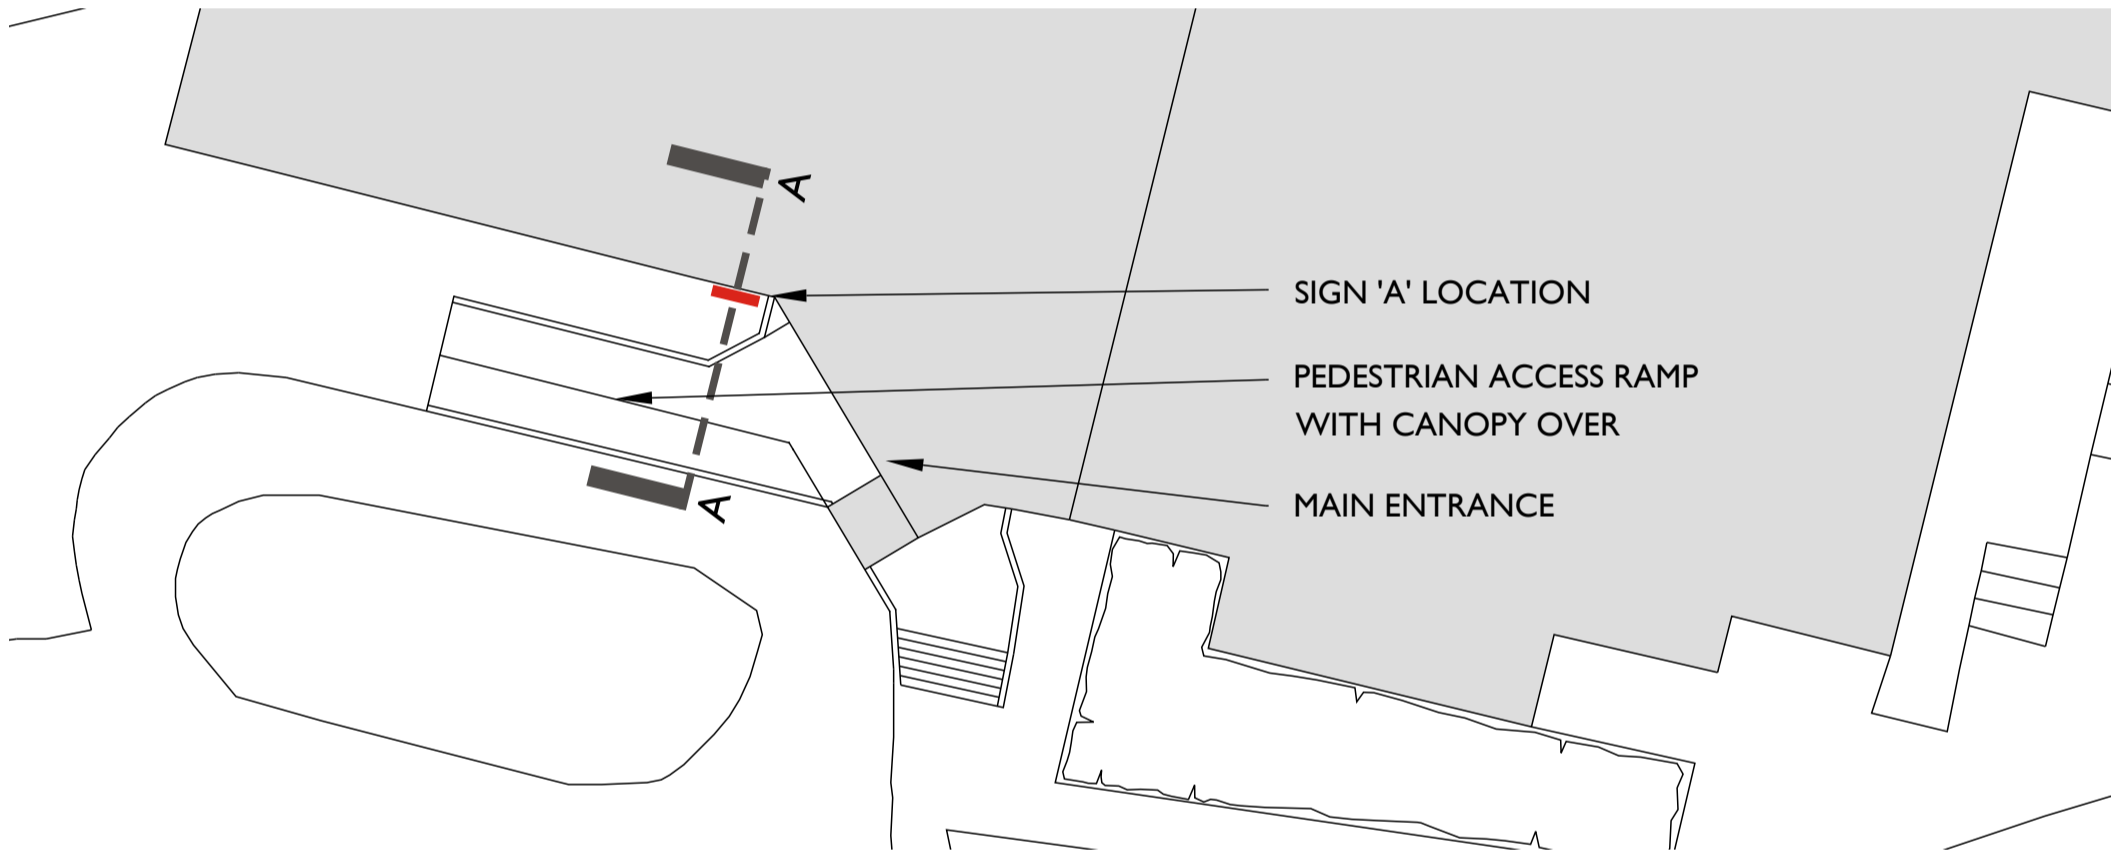 A
SIGN 'A' LOCATION
PEDESTRIAN ACCESS RAMP
WITH CANOPY OVER
MAIN ENTRANCE
A